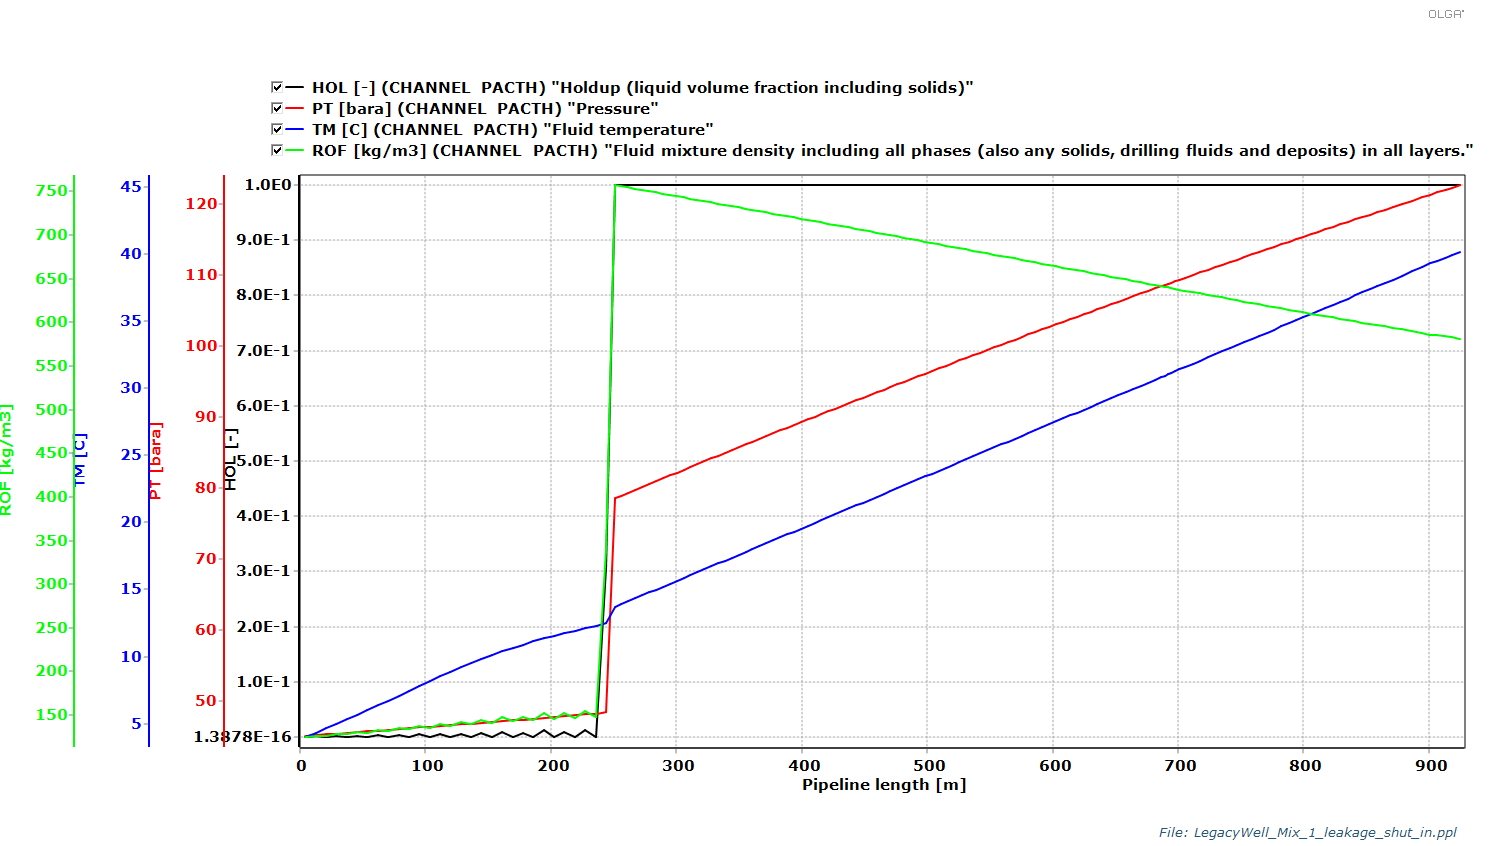 OLGA
HOL [-] (CHANNEL PACTH) "Holdup (liquid volume fraction including solids)"
PT [bara] (CHANNEL PACTH) "Pressure"
TM [C] (CHANNEL PACTH) "Fluid temperature"
ROF [kg/m3] (CHANNEL PACTH) "Fluid mixture density including all phases (also any solids, drilling fluids and deposits) in all layers."
ROF [kg/m3]
750
700
650
600
550
500
450
400
350
300
250
200
150
TM [C]
45
40
35
30
25
20
15
10
5
PT [bara]
120
110
100
90
80
70
60
50
HOL [-]
1.0E0
9.0E-1
8.0E-1
7.0E-1
6.0E-1
5.0E-1
4.0E-1
3.0E-1
2.0E-1
1.0E-1
1.3878E-16
0 100 200 300 400 500 600 700 800 900
Pipeline length [m]
File: LegacyWell_Mix_1_leakage_shut_in.ppl